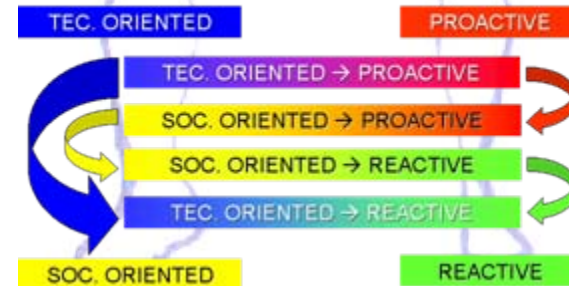 TEC. ORIENTED
PROACTIVE
TEC. ORIENTED → PROACTIVE
SOC. ORIENTED → PROACTIVE
SOC. ORIENTED → REACTIVE
TEC. ORIENTED → REACTIVE
SOC. ORIENTED
REACTIVE